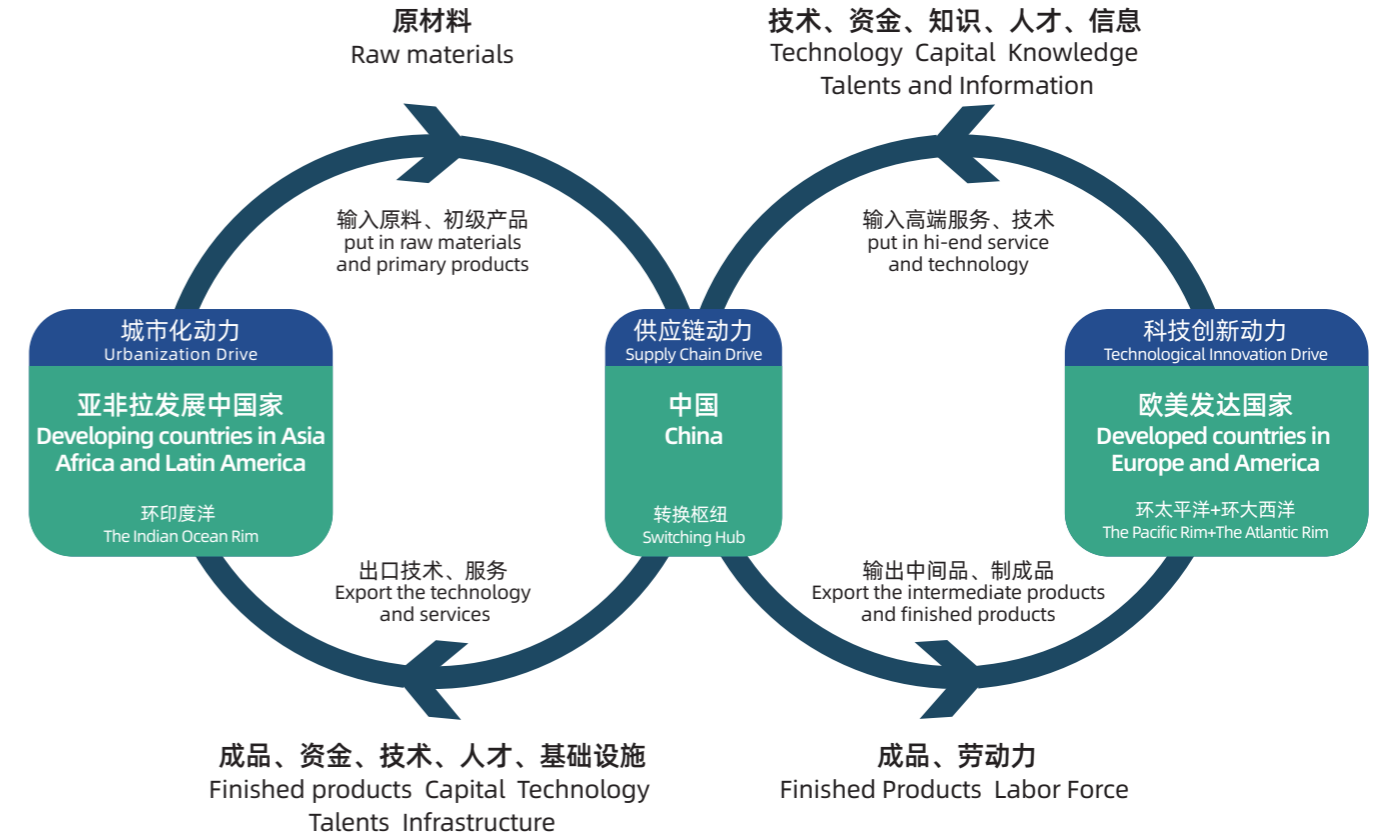 原材料
Raw materials
技术、资金、知识、人才、信息
Technology Capital Knowledge
Talents and Information
输入原料、初级产品
put in raw materials
and primary products
输入高端服务、技术
put in hi-end service
and technology
城市化动力
Urbanization Drive
亚非拉发展中国家
Developing countries in Asia
Africa and Latin America
环印度洋
The Indian Ocean Rim
供应链动力
Supply Chain Drive
中国
China
转换枢纽
Switching Hub
科技创新动力
Technological Innovation Drive
欧美发达国家
Developed countries in
Europe and America
环太平洋+环大西洋
The Pacific Rim+The Atlantic Rim
出口技术、服务
Export the technology
and services
输出中间品、制成品
Export the intermediate products
and finished products
成品、资金、技术、人才、基础设施
Finished products Capital Technology
Talents Infrastructure
成品、劳动力
Finished Products Labor Force